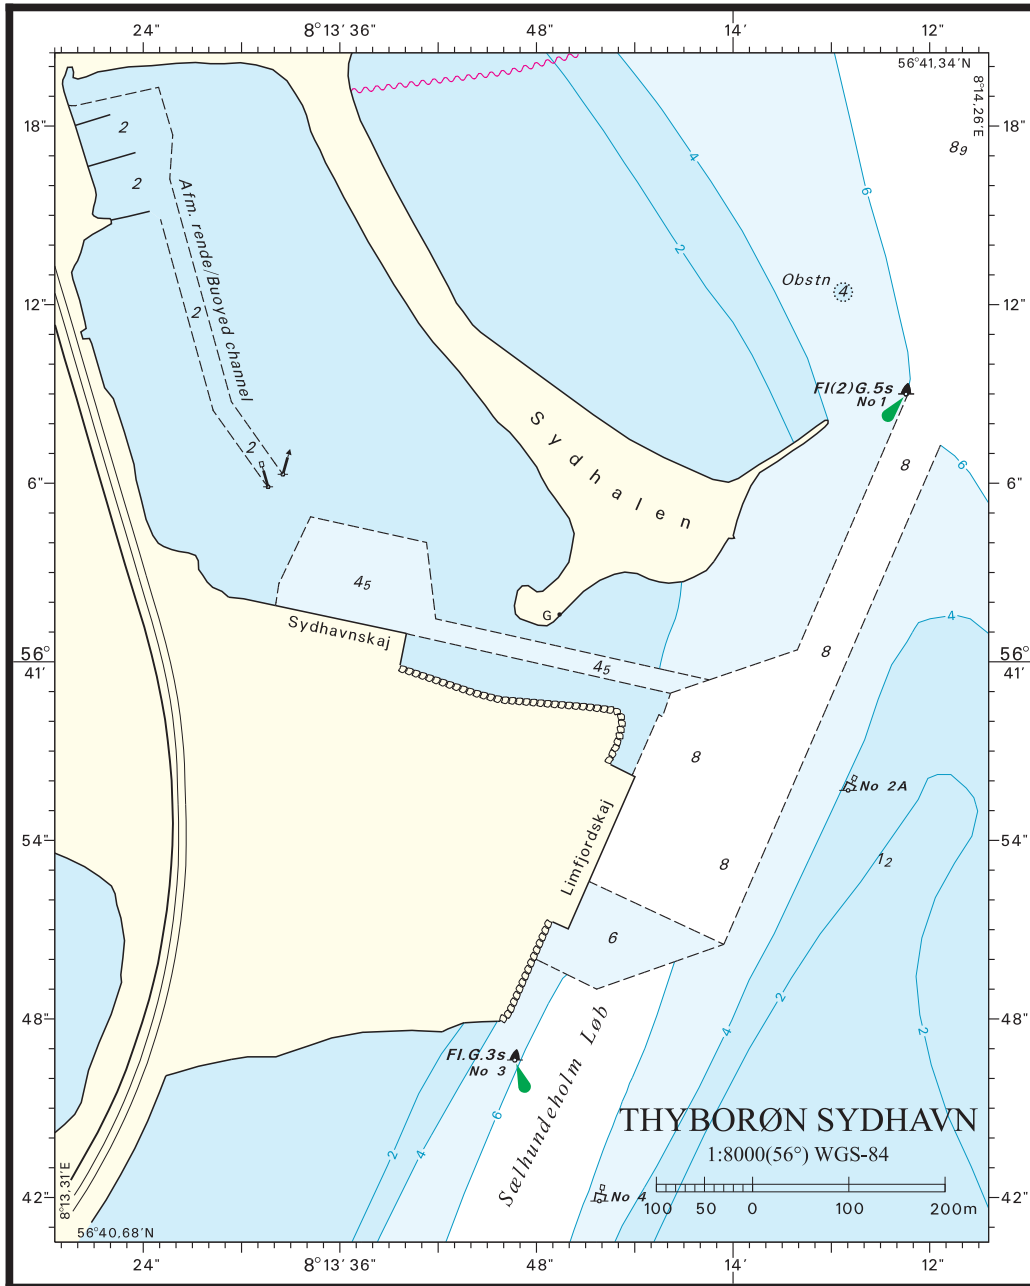 24"
8°13′ 36"
48"
14′
12"
56°41,34′N
8°14,26′E
18"
18"
2
4
8₉
2
6
Afm. rende/Buoyed channel
2
Obstn 4
12"
12"
2
Fl(2)G.5s
No 1
Sydhalen
2
8
6
6"
6"
4₅
G
4
Sydhavnskaj
56°
41′
4₅
8
56°
41′
8
No 2A
54"
54"
Limfjordskaj
8
1₂
6
48"
48"
2
4
2
Fl.G.3s
No 3
Sælhundeholm Løb
6
2
4
THYBORØN SYDHAVN
1:8000(56°) WGS-84
8°13.31′E
42"
No 4
42"
100 50 0 100 200m
56°40.68′N
24"
8°13′ 36"
48"
14′
12"